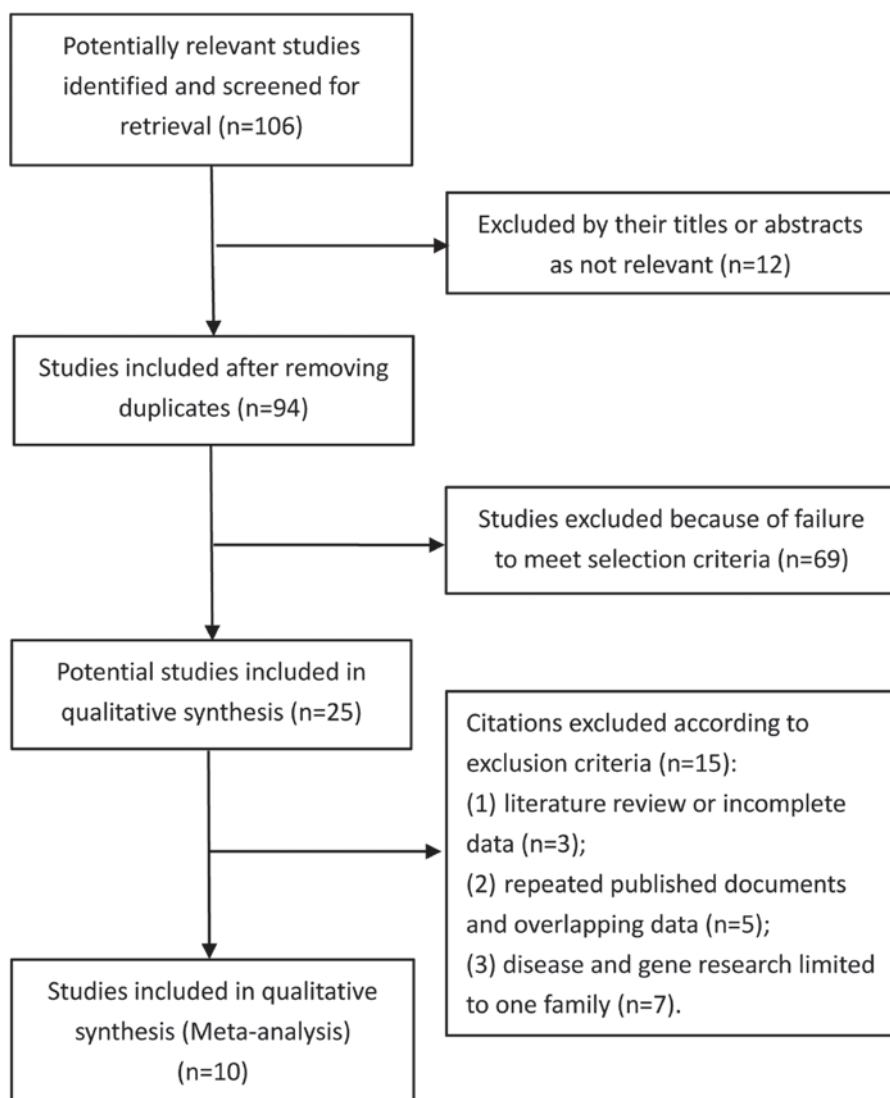 Potentially relevant studies
identified and screened for
retrieval (n=106)
Excluded by their titles or abstracts
as not relevant (n=12)
Studies included after removing
duplicates (n=94)
Studies excluded because of failure
to meet selection criteria (n=69)
Potential studies included in
qualitative synthesis (n=25)
Citations excluded according to
exclusion criteria (n=15):
(1) literature review or incomplete
data (n=3);
(2) repeated published documents
and overlapping data (n=5);
(3) disease and gene research limited
to one family (n=7).
Studies included in qualitative
synthesis (Meta-analysis)
(n=10)